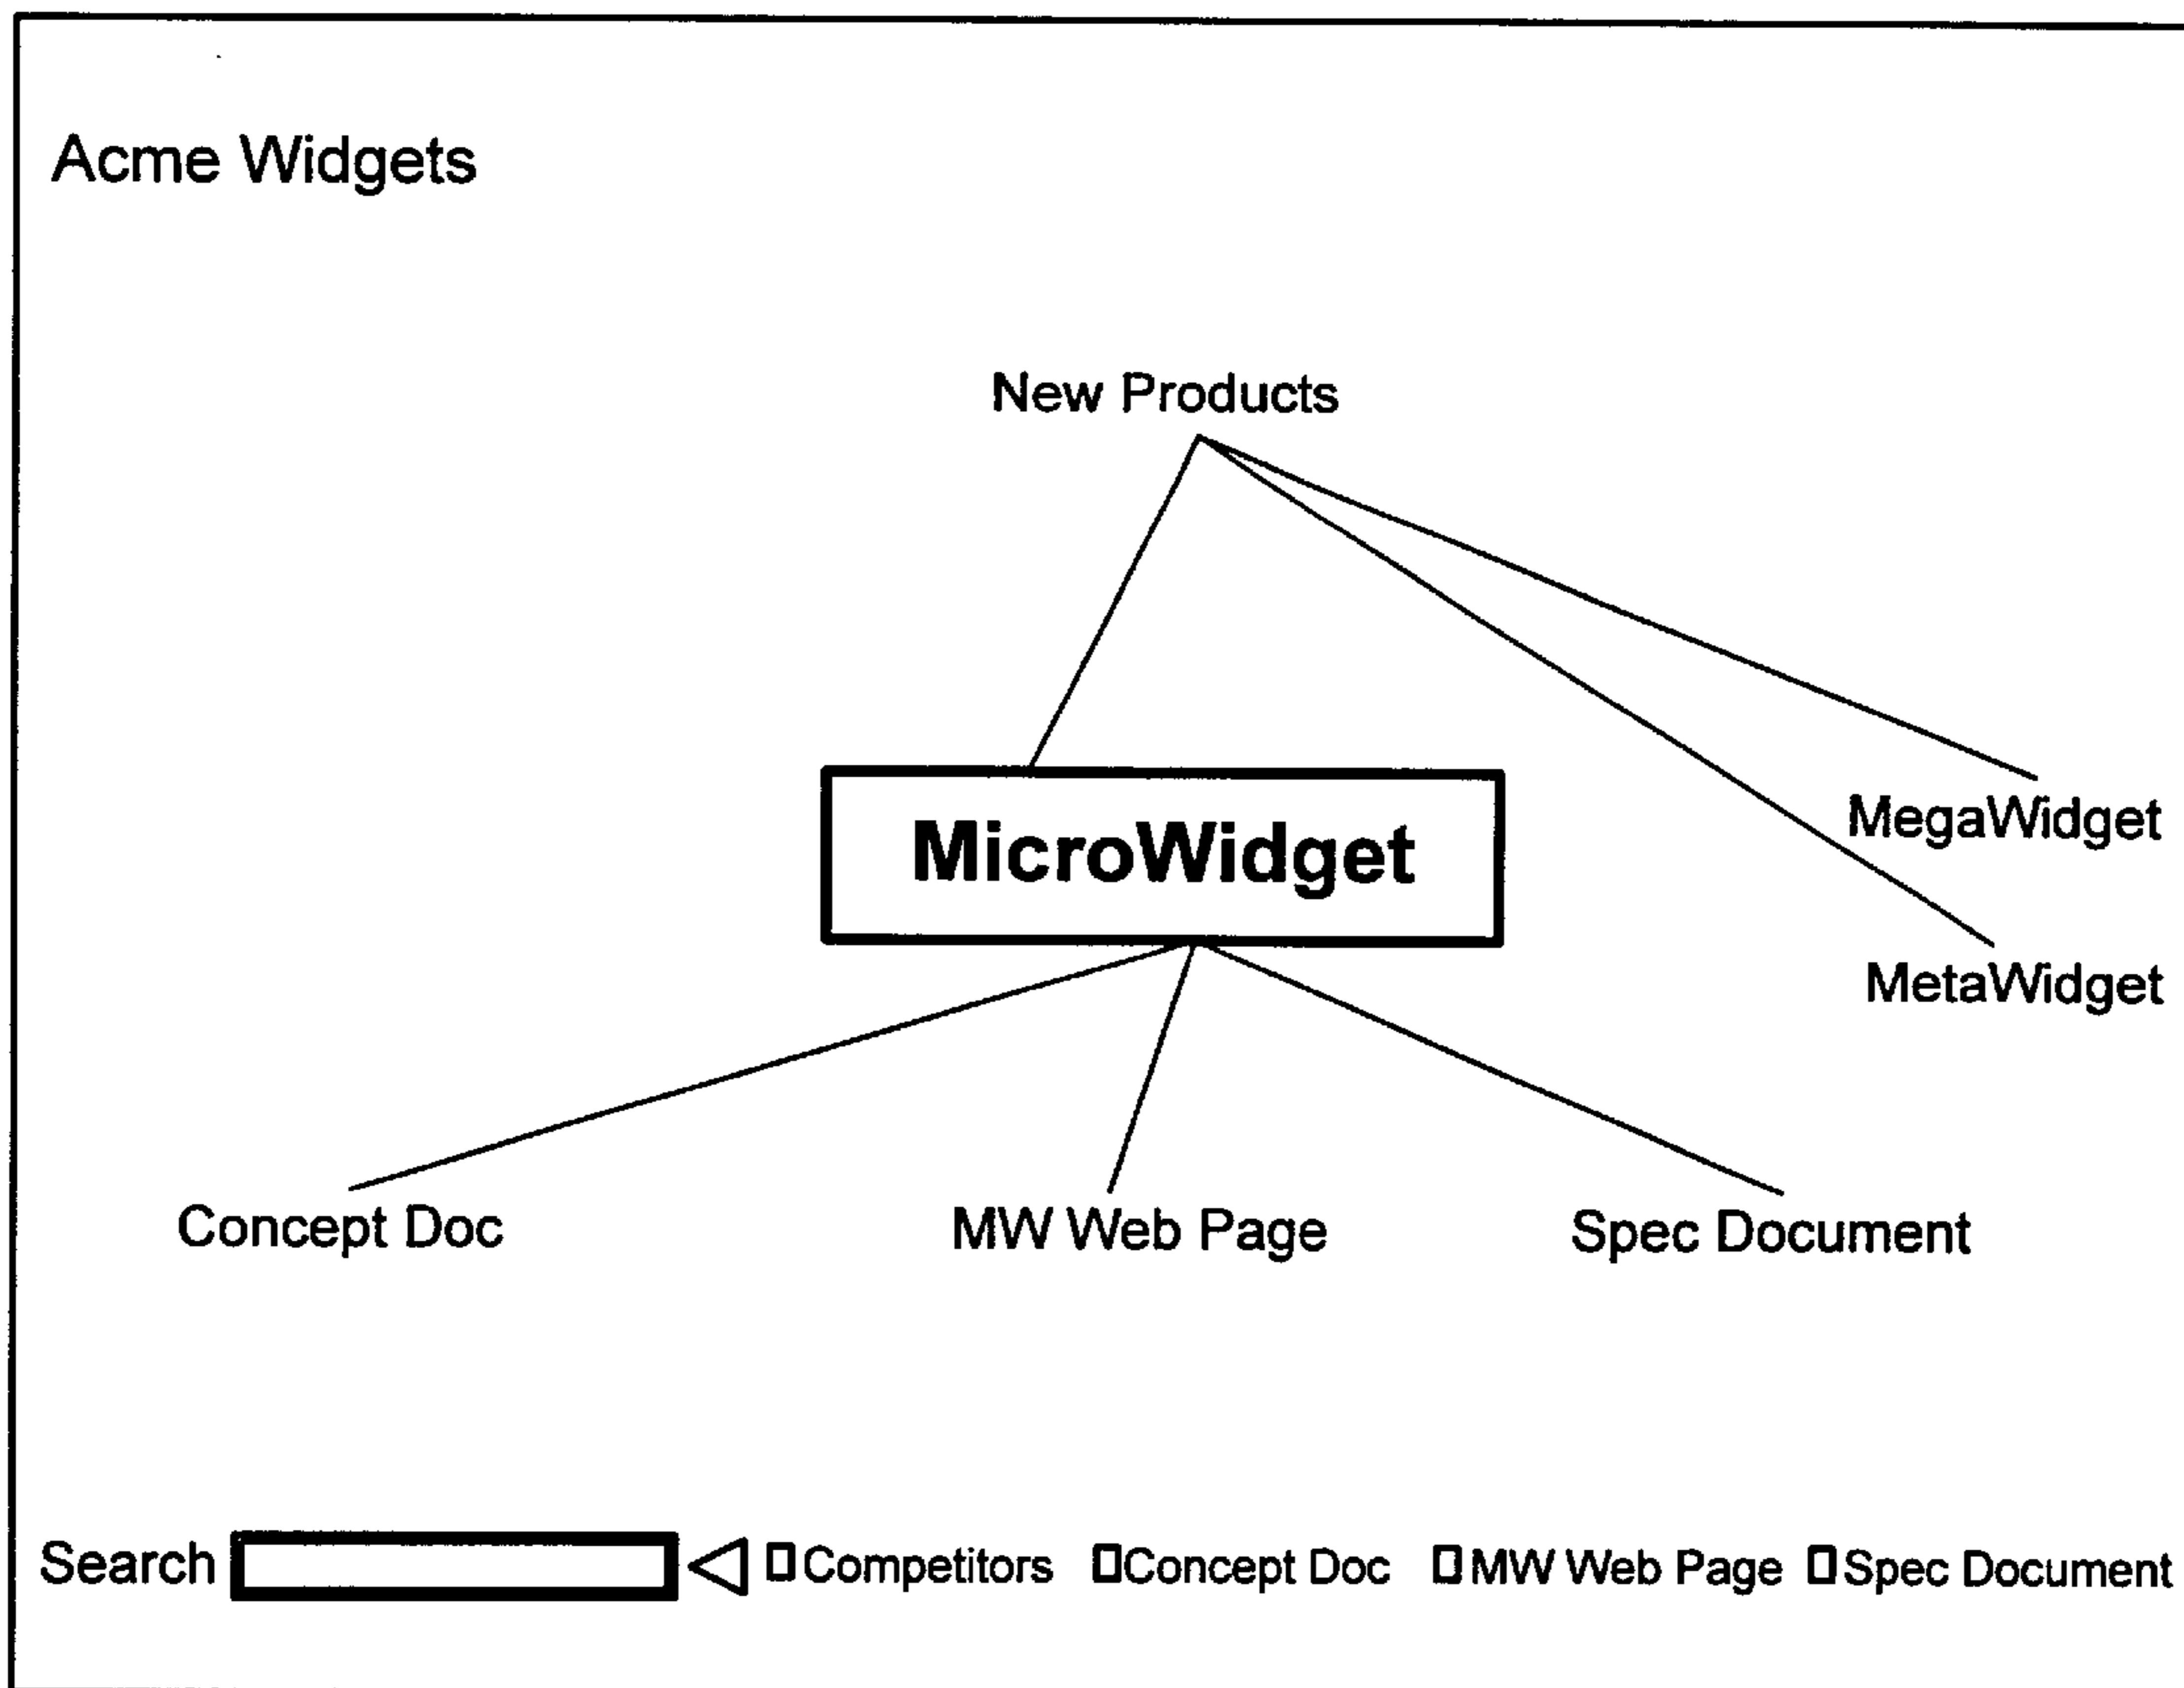 Acme Widgets
New Products
MicroWidget
MegaWidget
MetaWidget
Concept Doc MW Web Page Spec Document
Search Competitors Concept Doc MW Web Page Spec Document